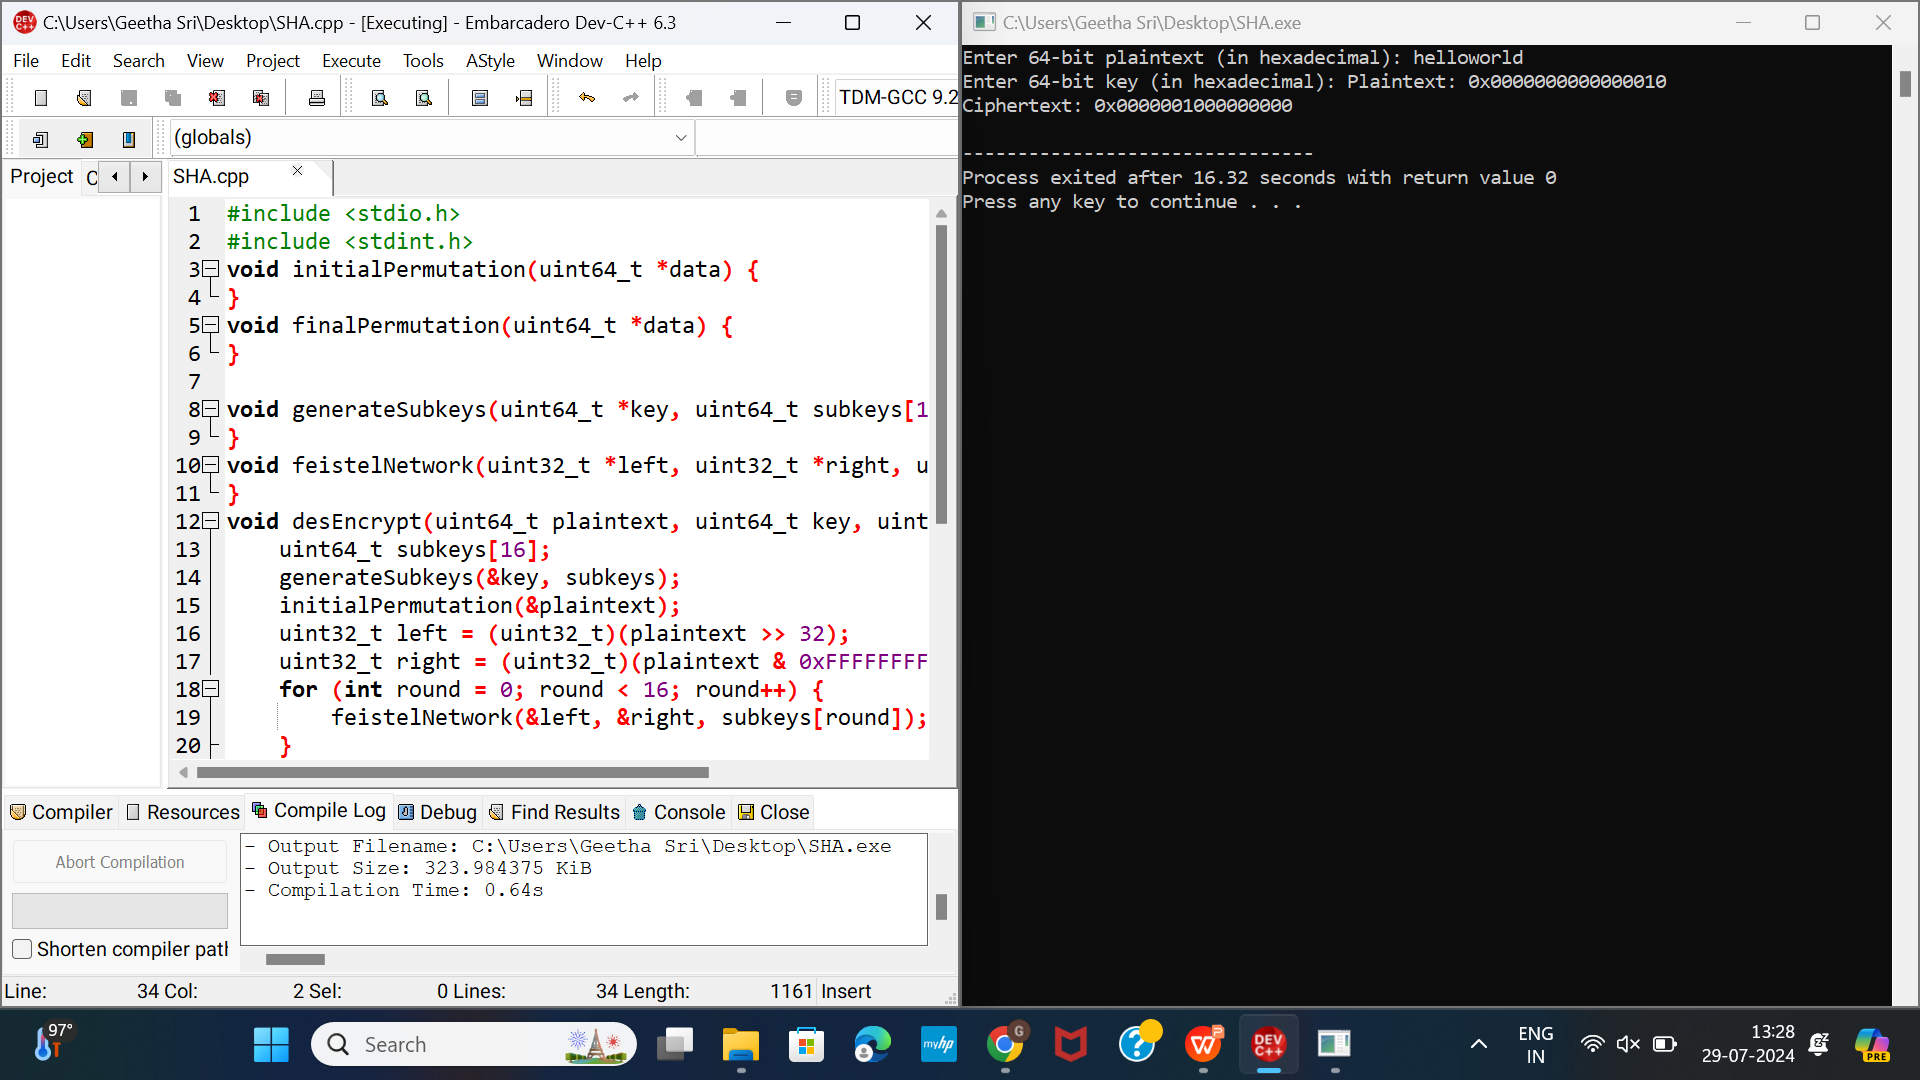 C:\Users\Geetha Sri\Desktop\SHA.cpp - [Executing] - Embarcadero Dev-C++ 6.3
File Edit Search View Project Execute Tools AStyle Window Help
TDM-GCC 9.2
(globals)
Project C
SHA.cpp
1 #include <stdio.h>
2 #include <stdint.h>
3 void initialPermutation(uint64_t *data) {
4 }
5 void finalPermutation(uint64_t *data) {
6 }
7
8 void generateSubkeys(uint64_t *key, uint64_t subkeys[1
9 }
10 void feistelNetwork(uint32_t *left, uint32_t *right, u
11 }
12 void desEncrypt(uint64_t plaintext, uint64_t key, uint
13 uint64_t subkeys[16];
14 generateSubkeys(&key, subkeys);
15 initialPermutation(&plaintext);
16 uint32_t left = (uint32_t)(plaintext >> 32);
17 uint32_t right = (uint32_t)(plaintext & 0xFFFFFFFF
18 for (int round = 0; round < 16; round++) {
19 feistelNetwork(&left, &right, subkeys[round]);
20 }
Compiler Resources Compile Log Debug Find Results Console Close
Abort Compilation
Shorten compiler path
- Output Filename: C:\Users\Geetha Sri\Desktop\SHA.exe
- Output Size: 323.984375 KiB
- Compilation Time: 0.64s
Line: 34 Col: 2 Sel: 0 Lines: 34 Length: 1161 Insert
C:\Users\Geetha Sri\Desktop\SHA.exe
Enter 64-bit plaintext (in hexadecimal): helloworld
Enter 64-bit key (in hexadecimal): Plaintext: 0x0000000000000010
Ciphertext: 0x0000001000000000
--------------------------------
Process exited after 16.32 seconds with return value 0
Press any key to continue . . .
97°
Search
myhp
G
DEV C++
ENG
IN
13:28
29-07-2024
PRE